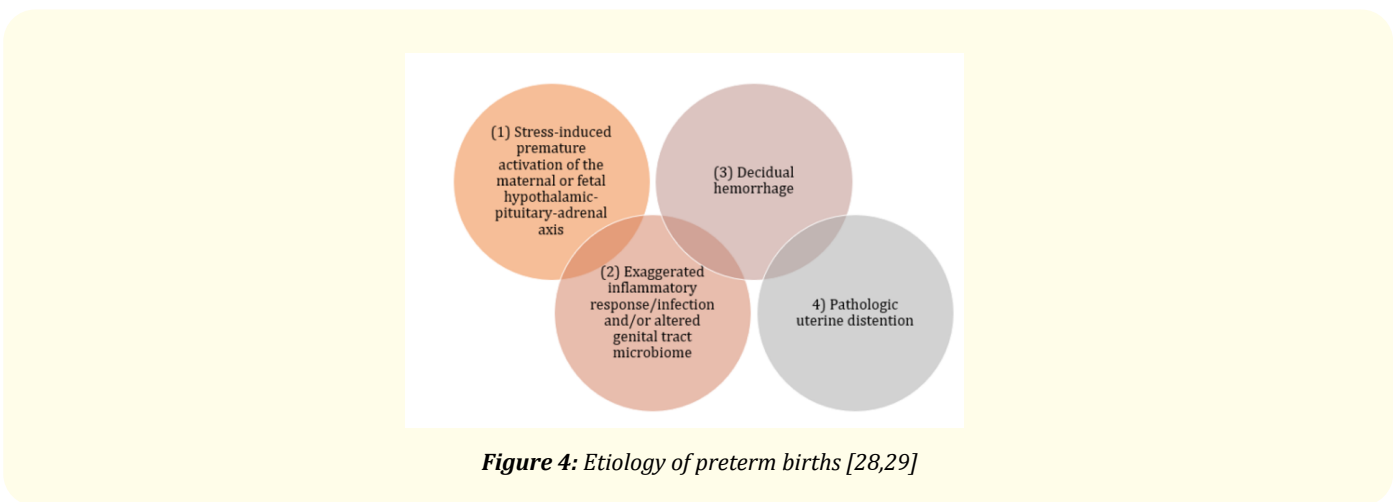 (1) Stress-induced
premature
activation of the
maternal or fetal
hypothalamic-
pituitary-adrenal
axis
(2) Exaggerated
inflammatory
response/infection
and/or altered
genital tract
microbiome
(3) Decidual
hemorrhage
4) Pathologic
uterine distention
Figure 4: Etiology of preterm births [28,29]